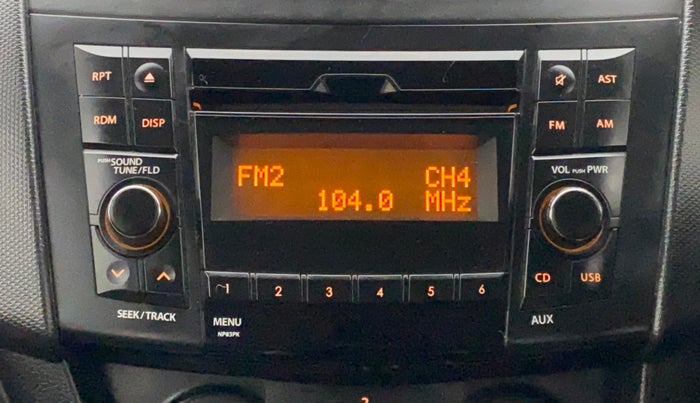 RPT
AST
RDM
DISP
FM
AM
PUSH SOUND
TUNE/FLD
VOL PUSH PWR
FM2 CH4
104.0 MHz
CD
USB
1 2 3 4 5 6
SEEK/TRACK
MENU
AUX
NP03PK